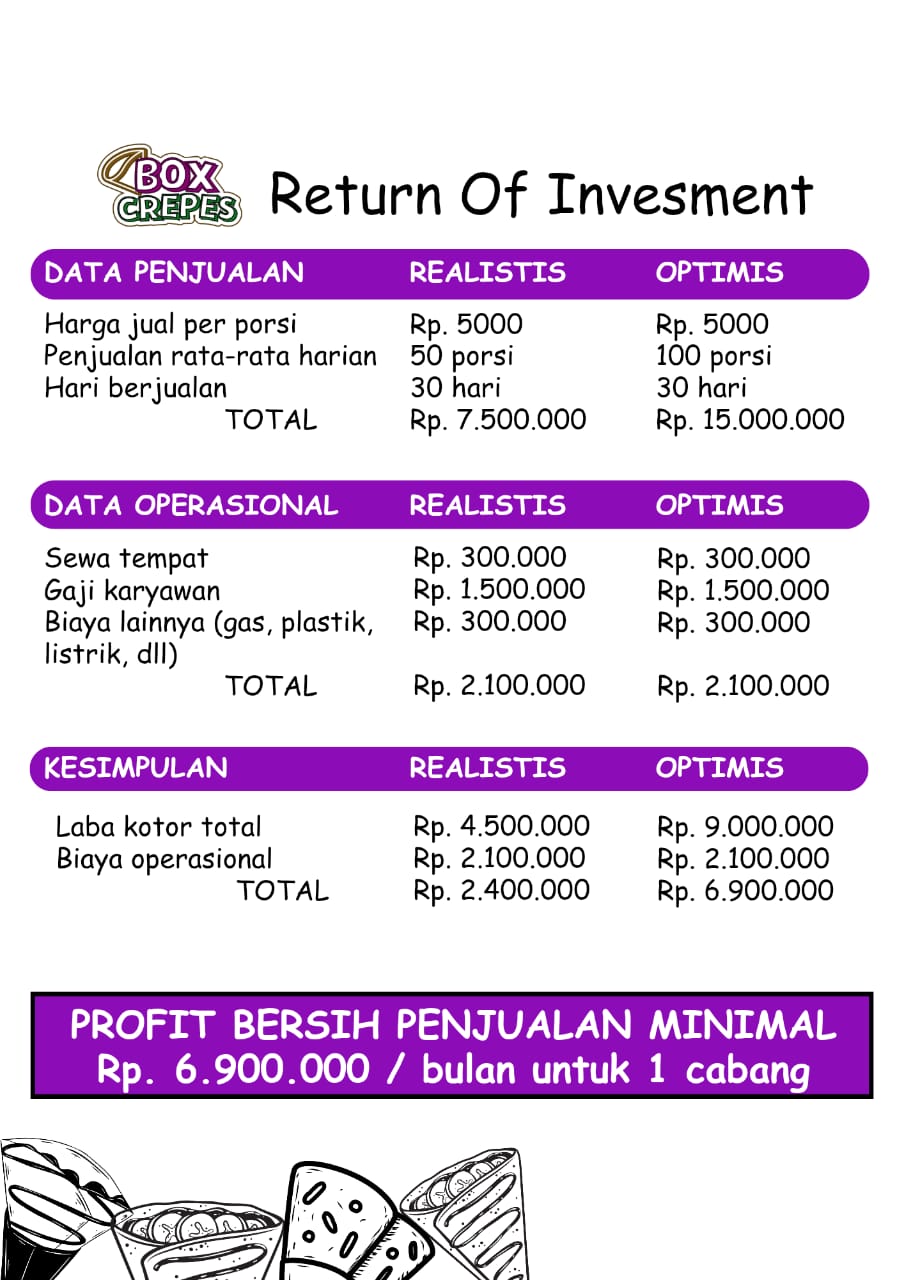 BOX
CREPES
Return Of Invesment
DATA PENJUALAN REALISTIS OPTIMIS
Harga jual per porsi Rp. 5000 Rp. 5000
Penjualan rata-rata harian 50 porsi 100 porsi
Hari berjualan 30 hari 30 hari
TOTAL Rp. 7.500.000 Rp. 15.000.000
DATA OPERASIONAL REALISTIS OPTIMIS
Sewa tempat Rp. 300.000 Rp. 300.000
Gaji karyawan Rp. 1.500.000 Rp. 1.500.000
Biaya lainnya (gas, plastik, Rp. 300.000 Rp. 300.000
listrik, dll)
TOTAL Rp. 2.100.000 Rp. 2.100.000
KESIMPULAN REALISTIS OPTIMIS
Laba kotor total Rp. 4.500.000 Rp. 9.000.000
Biaya operasional Rp. 2.100.000 Rp. 2.100.000
TOTAL Rp. 2.400.000 Rp. 6.900.000
PROFIT BERSIH PENJUALAN MINIMAL
Rp. 6.900.000 / bulan untuk 1 cabang